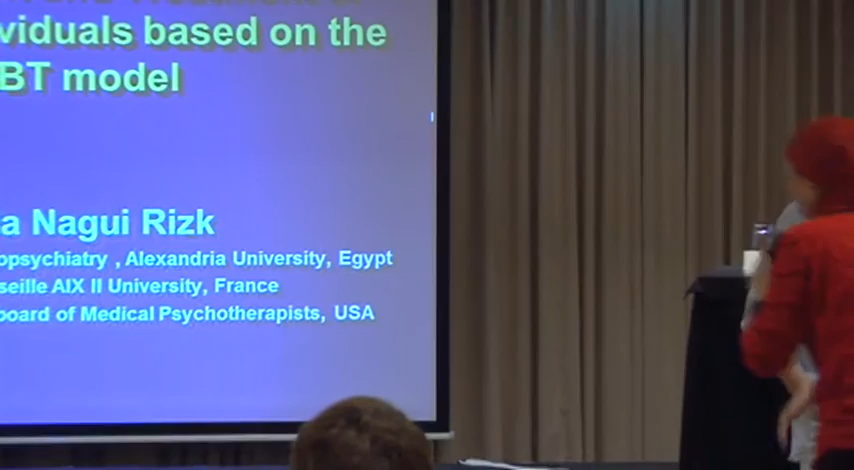 viduals based on the
BT model
a Nagui Rizk
opsychiatry , Alexandria University, Egypt
seille AIX II University, France
board of Medical Psychotherapists, USA